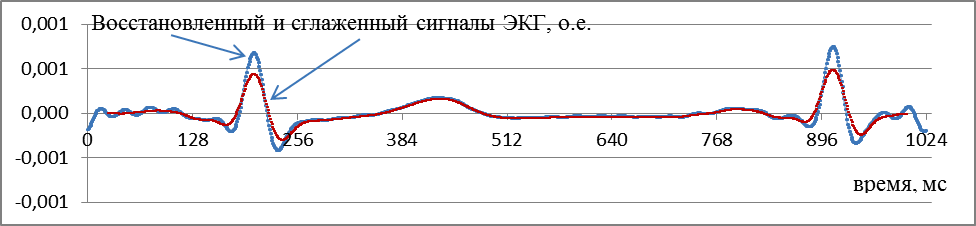 0,001
Восстановленный и сглаженный сигналы ЭКГ, о.е.
0,001
0,000
0 128 256 384 512 640 768 896 1024
-0,001
время, мс
-0,001